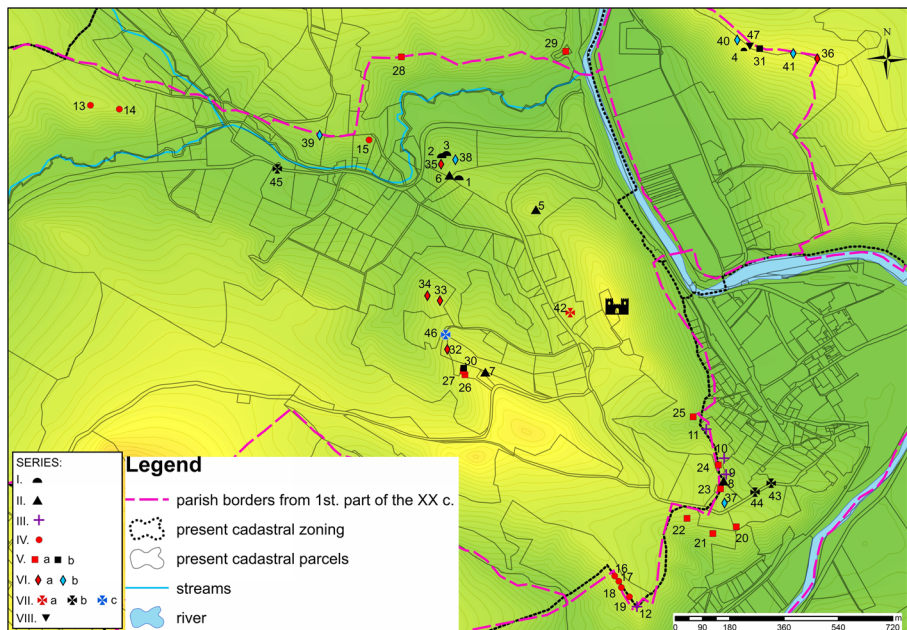 40 47 36
4 31 41
N
29
28
13 14
39 15
45
2 3
35 38
6 1
5
34 33
42
46
32
30
27 7
26
25
11
10
24
9
8
23
37
43
44
22
21 20
16
17
18
19 12
SERIES:
I.
II.
III.
IV.
V. a b
VI. a b
VII. a b c
VIII.
Legend
parish borders from 1st. part of the XX c.
present cadastral zoning
present cadastral parcels
streams
river
m
0 90 180 360 540 720